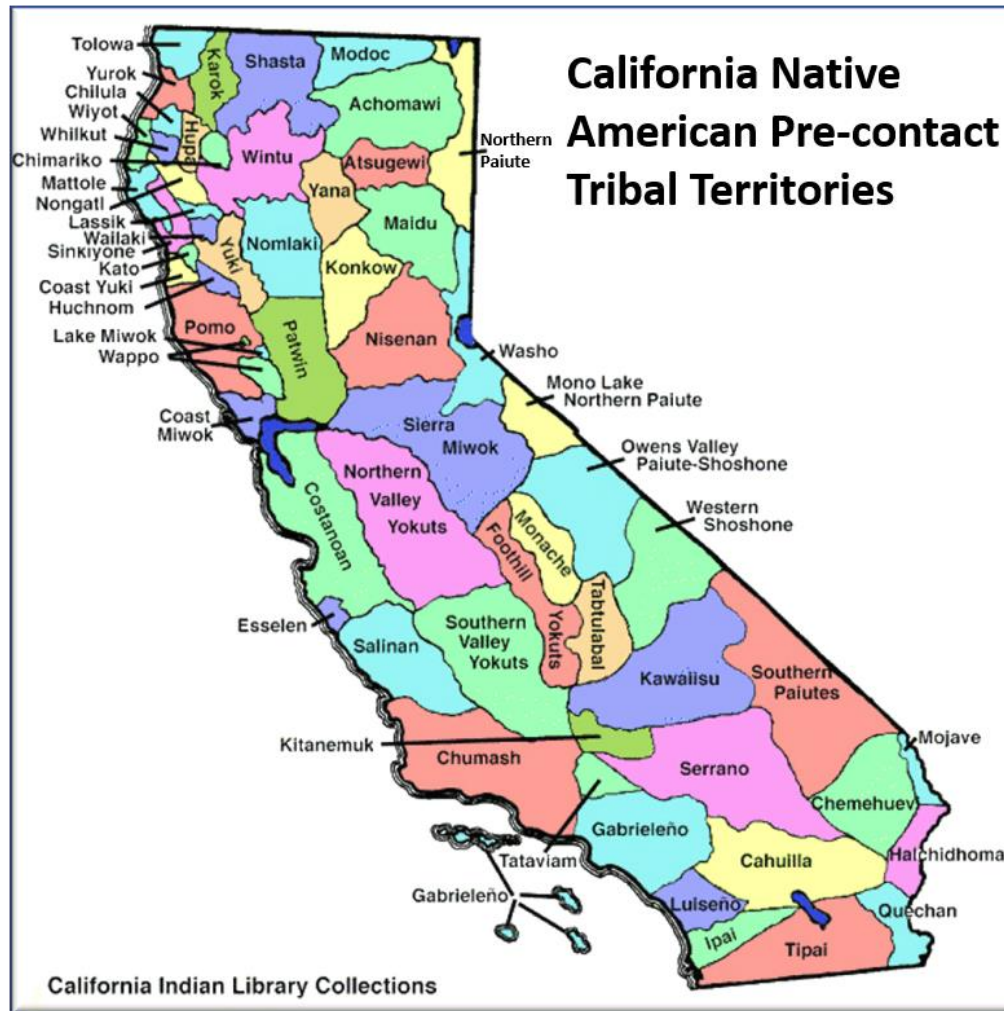 California Native
American Pre-contact
Tribal Territories
Tolowa
Yurok
Chilula
Wiyot
Whilkut
Chimariko
Mattole
Nongatl
Lassik
Wailaki
Sinkiyone
Kato
Coast Yuki
Huchnom
Lake Miwok
Wappo
Coast
Miwok
Karok
Shasta
Modoc
Achomawi
Northern
Paiute
Hupa
Wintu
Atsugewi
Yana
Maidu
Yuki
Nomlaki
Konkow
Pomo
Patwin
Nisenan
Washo
Mono Lake
Northern Paiute
Sierra
Miwok
Owens Valley
Paiute-Shoshone
Western
Shoshone
Costanoan
Northern
Valley
Yokuts
Foothill
Yokuts
Monache
Tabtulabal
Esselen
Salinan
Southern
Valley
Yokuts
Kawaiisu
Southern
Paiutes
Kitanemuk
Chumash
Serrano
Mojave
Chemehuev
Tataviam
Gabrieleño
Cahuilla
Halchidhoma
Gabrieleño
Luiseño
Quechan
Ipai
Tipai
California Indian Library Collections